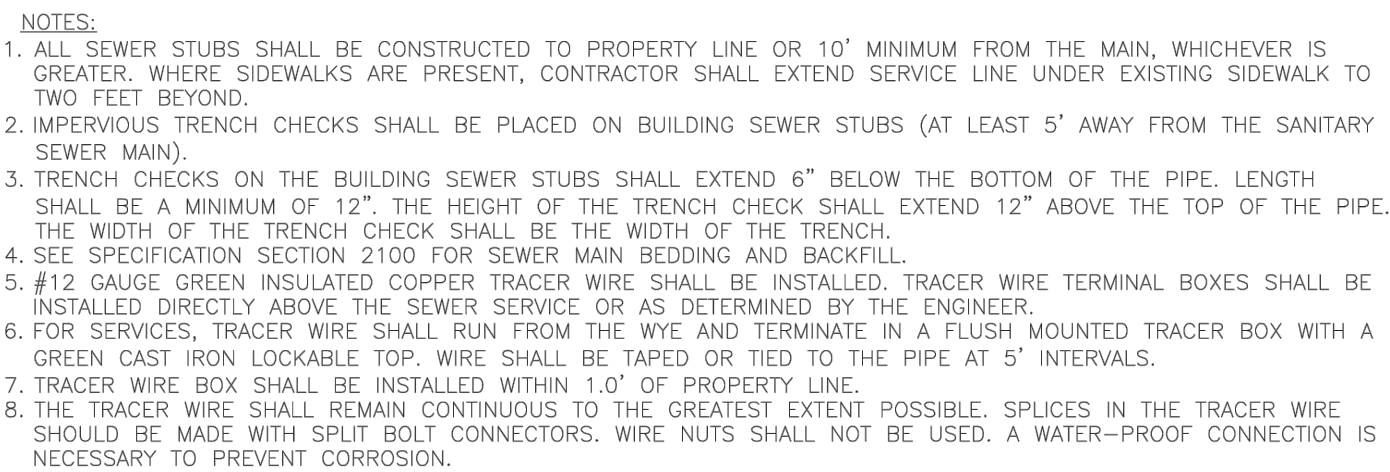 NOTES:
1. ALL SEWER STUBS SHALL BE CONSTRUCTED TO PROPERTY LINE OR 10' MINIMUM FROM THE MAIN, WHICHEVER IS
GREATER. WHERE SIDEWALKS ARE PRESENT, CONTRACTOR SHALL EXTEND SERVICE LINE UNDER EXISTING SIDEWALK TO
TWO FEET BEYOND.
2. IMPERVIOUS TRENCH CHECKS SHALL BE PLACED ON BUILDING SEWER STUBS (AT LEAST 5' AWAY FROM THE SANITARY
SEWER MAIN).
3. TRENCH CHECKS ON THE BUILDING SEWER STUBS SHALL EXTEND 6" BELOW THE BOTTOM OF THE PIPE. LENGTH
SHALL BE A MINIMUM OF 12". THE HEIGHT OF THE TRENCH CHECK SHALL EXTEND 12" ABOVE THE TOP OF THE PIPE.
THE WIDTH OF THE TRENCH CHECK SHALL BE THE WIDTH OF THE TRENCH.
4. SEE SPECIFICATION SECTION 2100 FOR SEWER MAIN BEDDING AND BACKFILL.
5. #12 GAUGE GREEN INSULATED COPPER TRACER WIRE SHALL BE INSTALLED. TRACER WIRE TERMINAL BOXES SHALL BE
INSTALLED DIRECTLY ABOVE THE SEWER SERVICE OR AS DETERMINED BY THE ENGINEER.
6. FOR SERVICES, TRACER WIRE SHALL RUN FROM THE WYE AND TERMINATE IN A FLUSH MOUNTED TRACER BOX WITH A
GREEN CAST IRON LOCKABLE TOP. WIRE SHALL BE TAPED OR TIED TO THE PIPE AT 5' INTERVALS.
7. TRACER WIRE BOX SHALL BE INSTALLED WITHIN 1.0' OF PROPERTY LINE.
8. THE TRACER WIRE SHALL REMAIN CONTINUOUS TO THE GREATEST EXTENT POSSIBLE. SPLICES IN THE TRACER WIRE
SHOULD BE MADE WITH SPLIT BOLT CONNECTORS. WIRE NUTS SHALL NOT BE USED. A WATER-PROOF CONNECTION IS
NECESSARY TO PREVENT CORROSION.